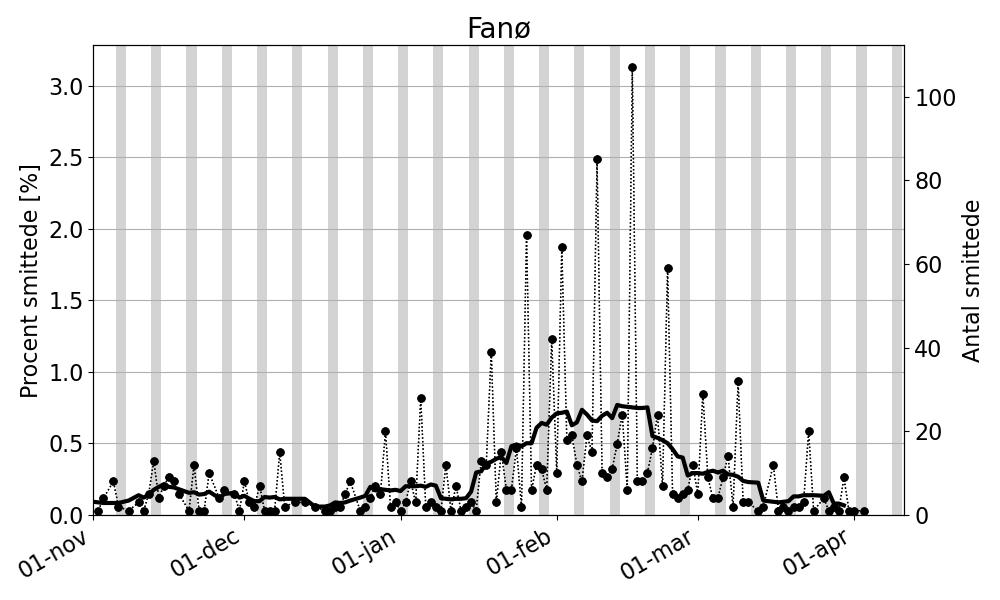 Fanø
Procent smittede [%]
3.0
2.5
2.0
1.5
1.0
0.5
0.0
100
80
60
40
20
0
Antal smittede
01-nov
01-dec
01-jan
01-feb
01-mar
01-apr